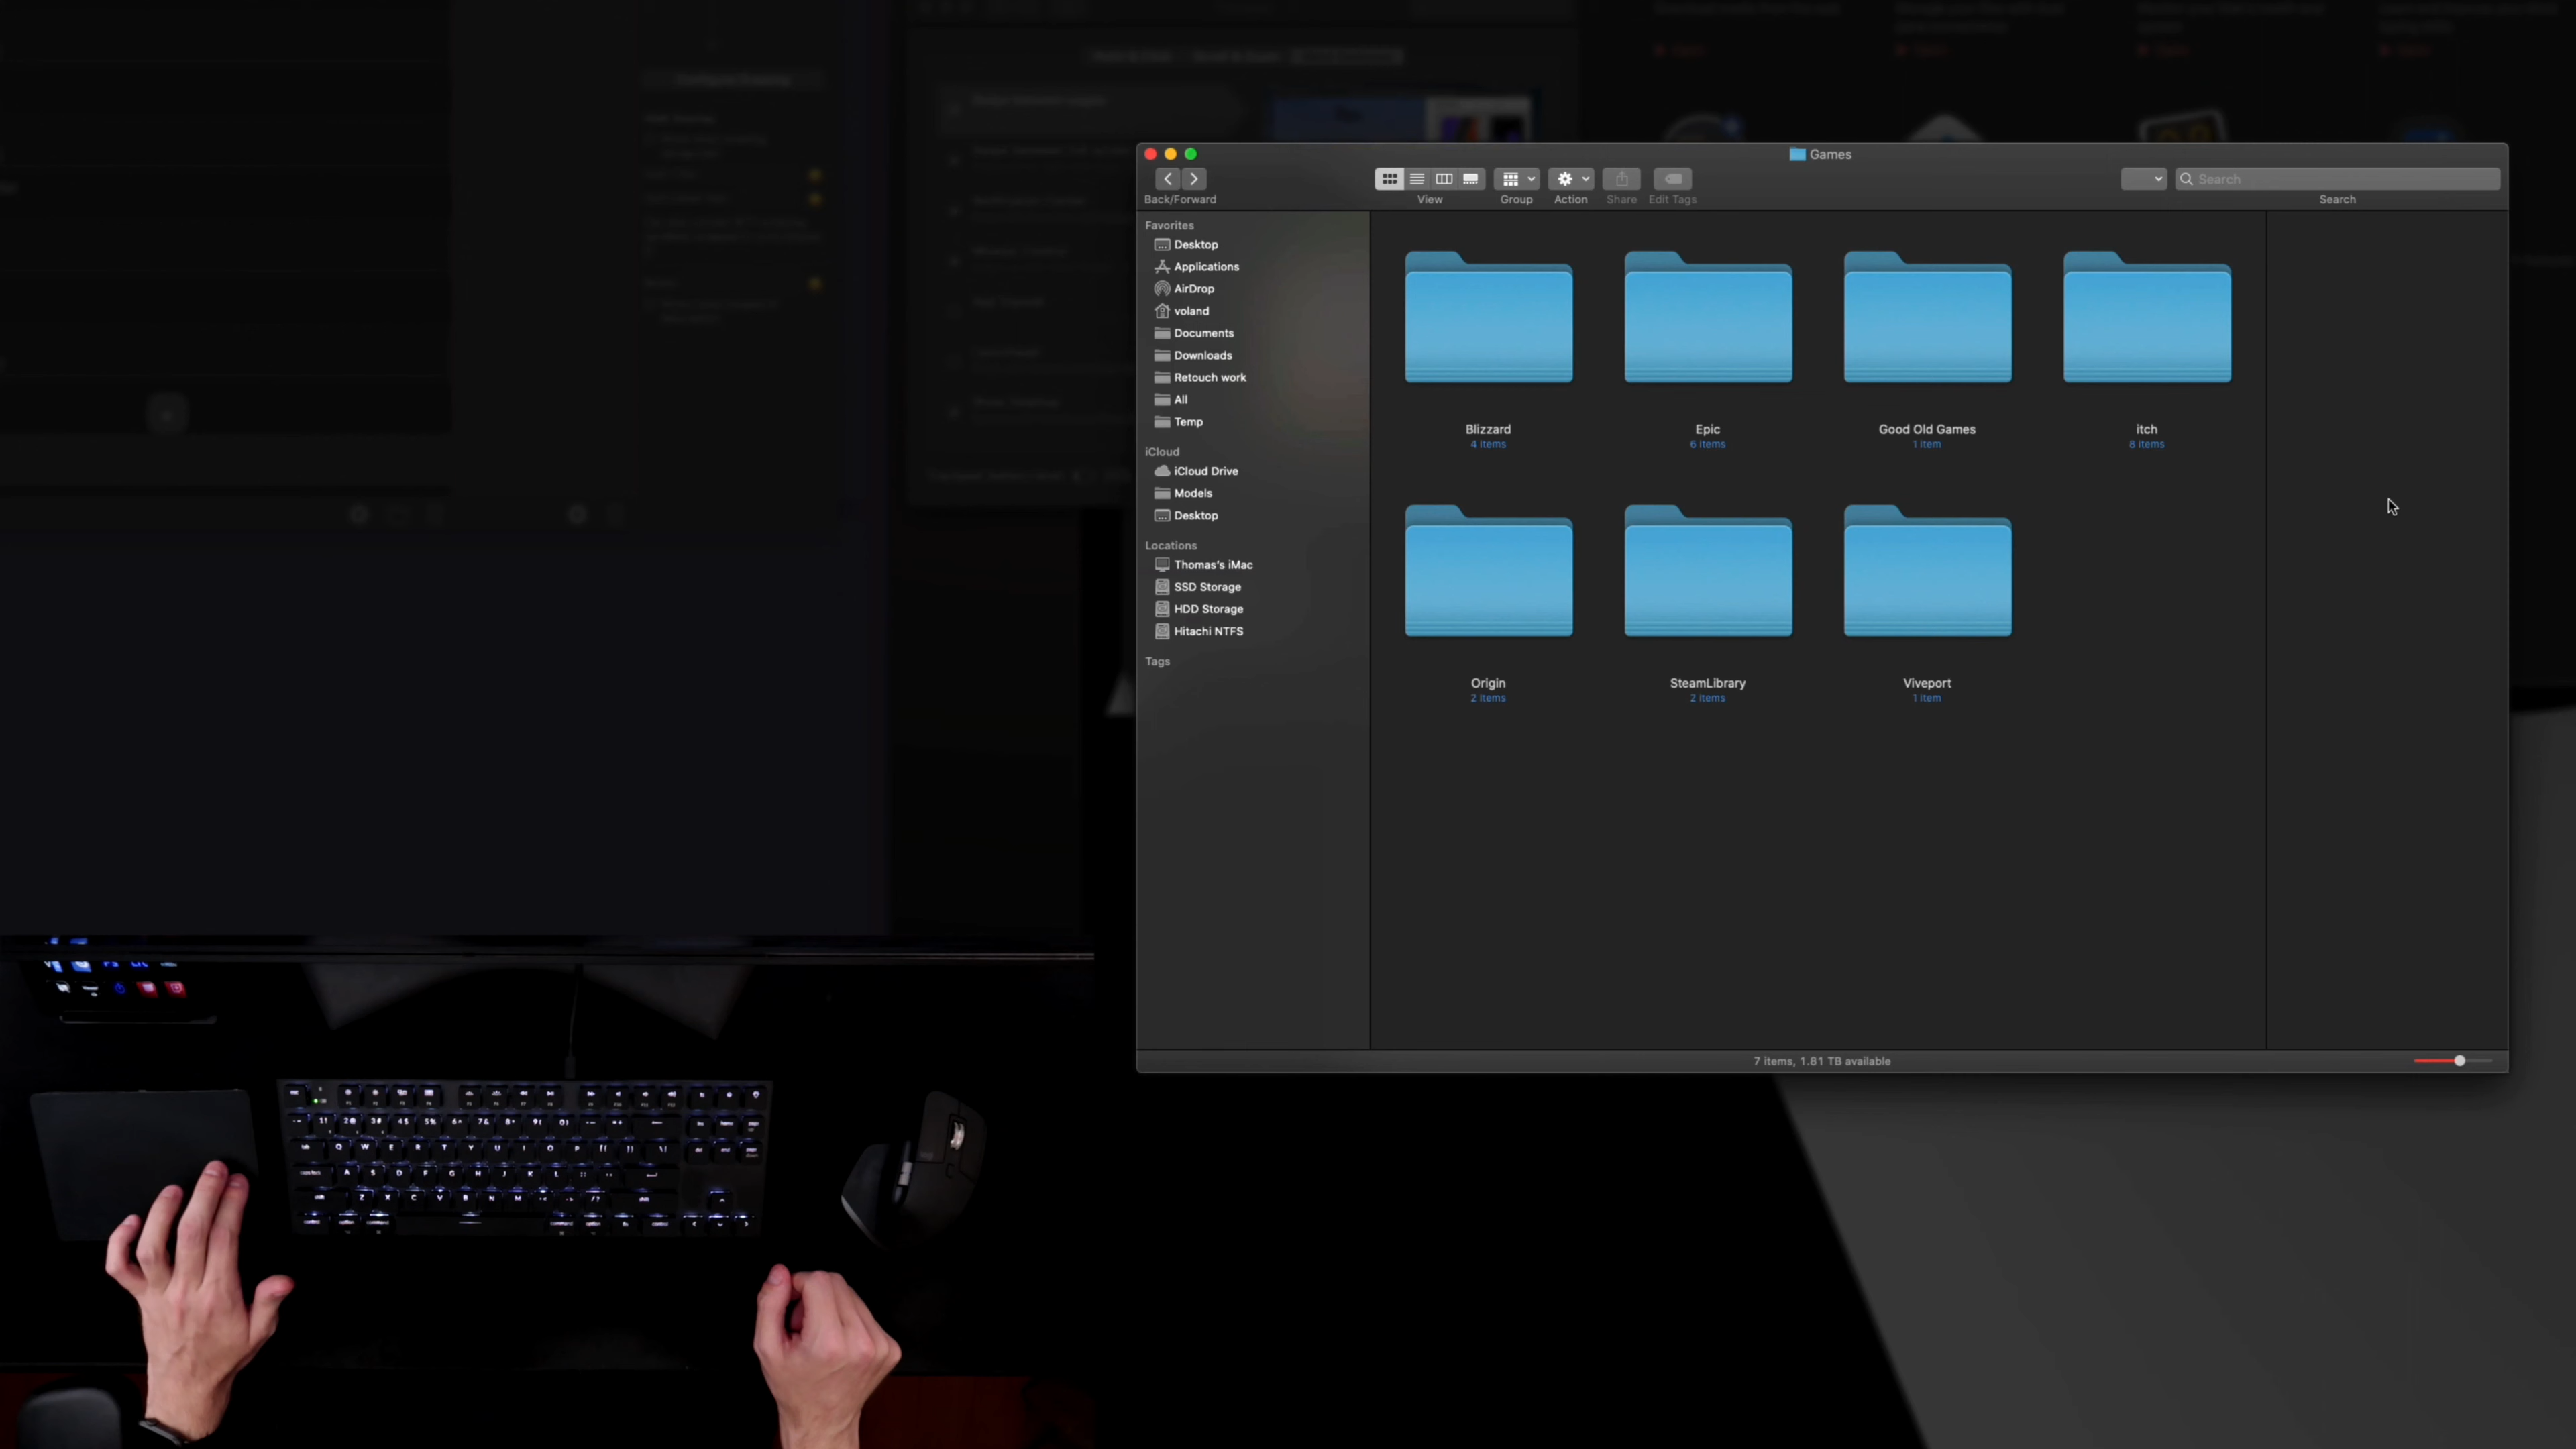 Games
Back/Forward
View
Group
Action
Share
Edit Tags
Search
Search
Favorites
Desktop
Applications
AirDrop
voland
Documents
Downloads
Retouch work
All
Temp
iCloud
iCloud Drive
Models
Desktop
Locations
Thomas's iMac
SSD Storage
HDD Storage
Hitachi NTFS
Tags
Blizzard
4 items
Epic
6 items
Good Old Games
1 item
itch
8 items
Origin
2 items
SteamLibrary
2 items
Viveport
1 item
7 items, 1.81 TB available
Q W E R T Y U I O P
A S D F G H J K L
Z X C V B N M